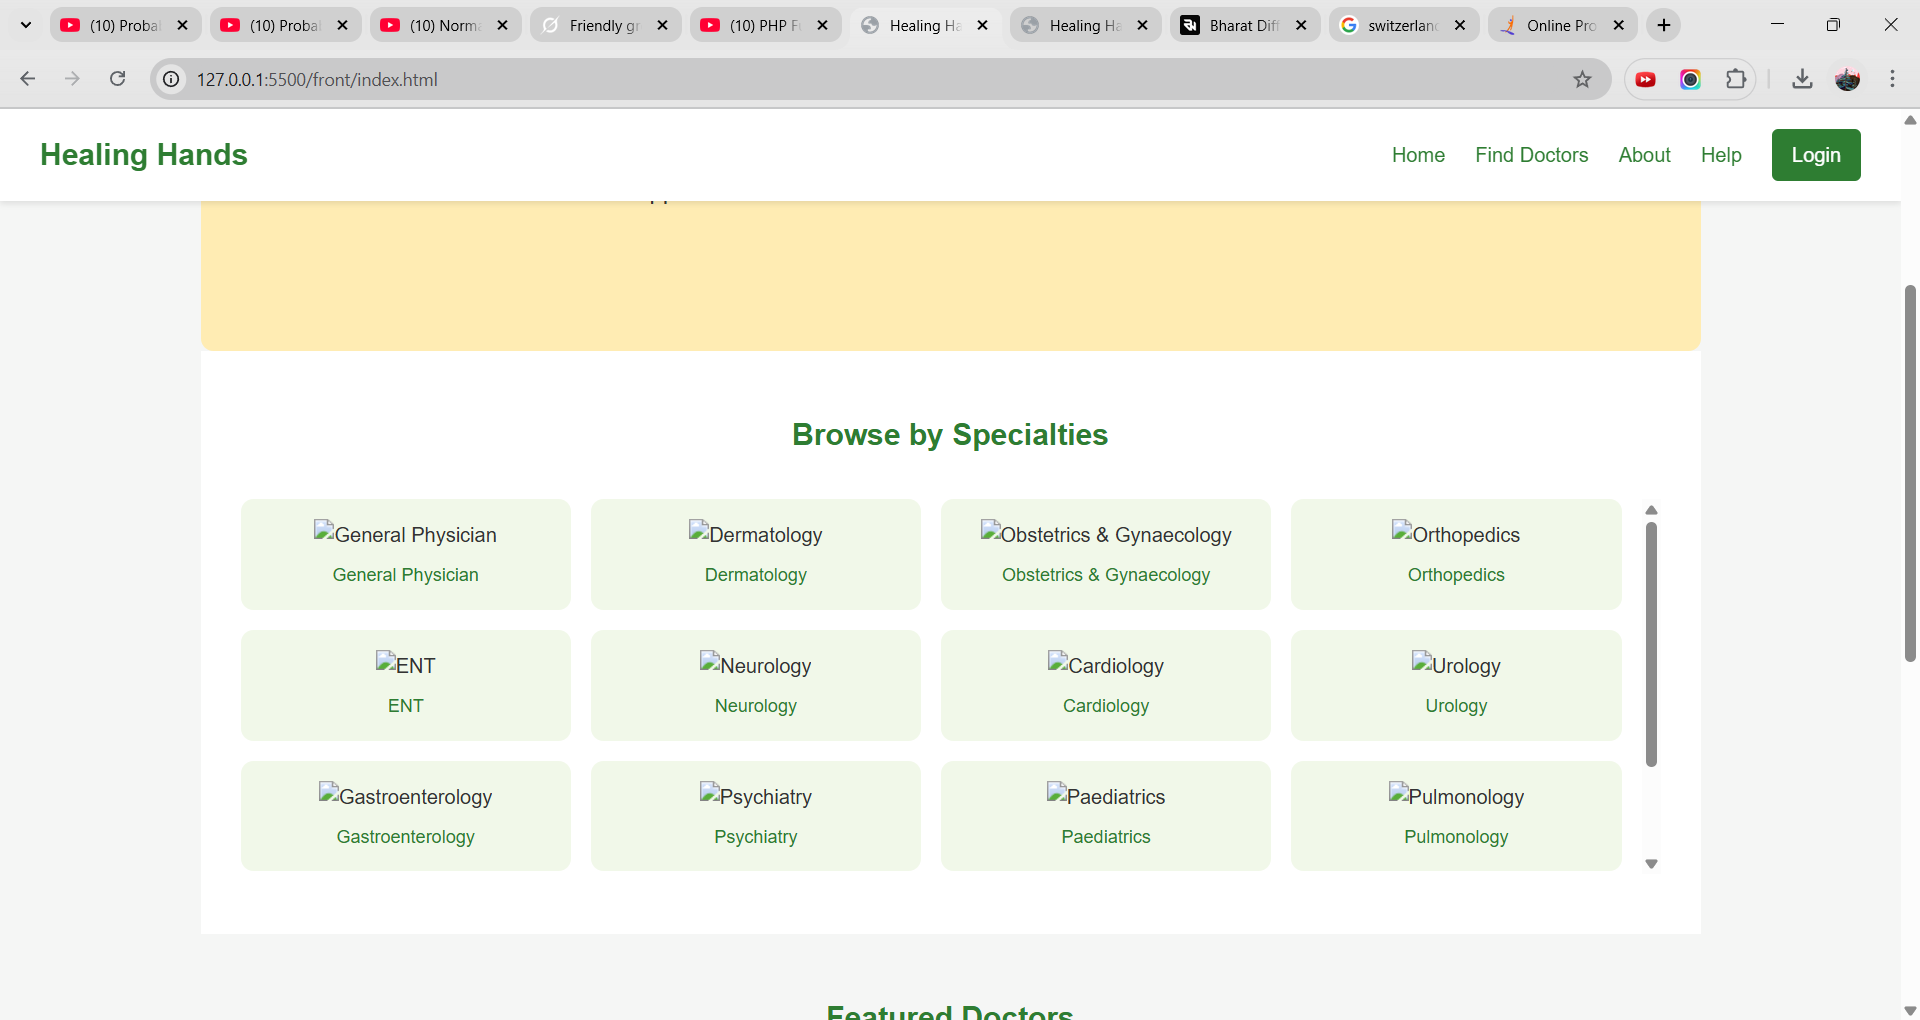 (10) Proba
(10) Proba
(10) Norm
Friendly gr
(10) PHP F
Healing Ha
Healing Ha
Bharat Diff
switzerland
Online Pro
127.0.0.1:5500/front/index.html
Healing Hands
Home
Find Doctors
About
Help
Login
Browse by Specialties
General Physician
Dermatology
Obstetrics & Gynaecology
Orthopedics
General Physician
Dermatology
Obstetrics & Gynaecology
Orthopedics
ENT
Neurology
Cardiology
Urology
ENT
Neurology
Cardiology
Urology
Gastroenterology
Psychiatry
Paediatrics
Pulmonology
Gastroenterology
Psychiatry
Paediatrics
Pulmonology
Featured Doctors